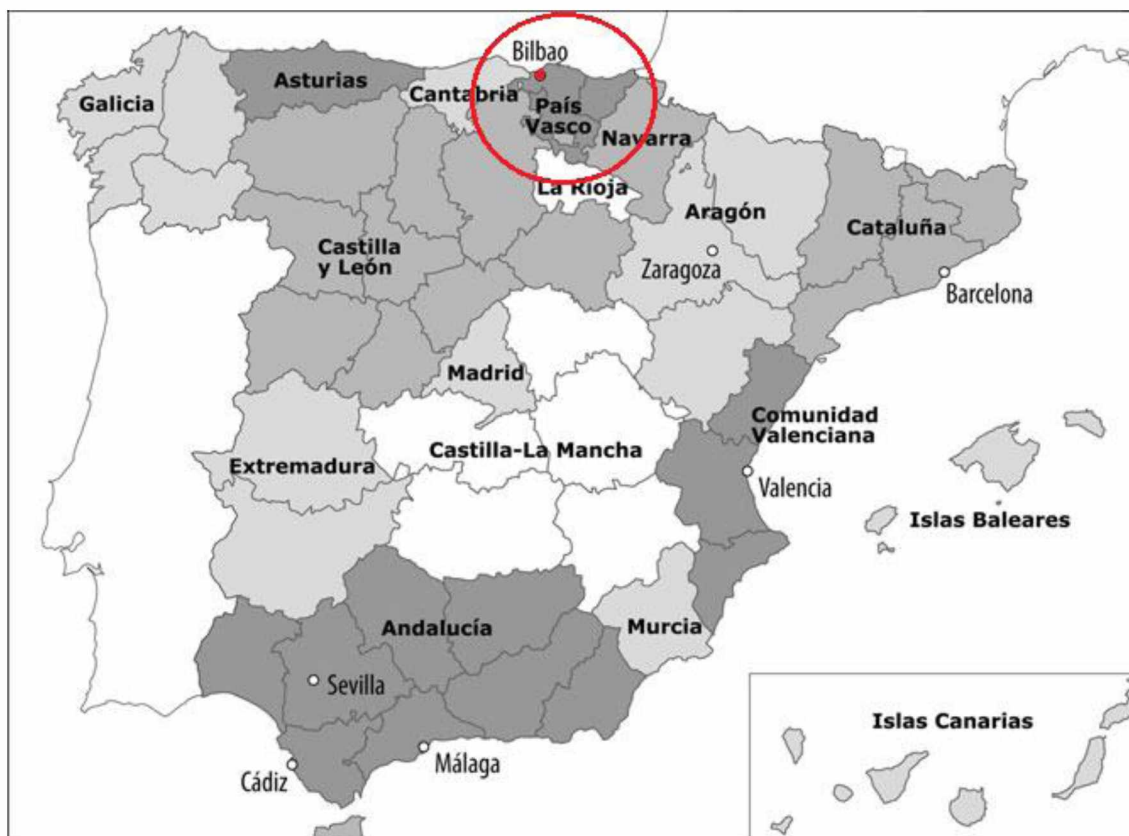 Bilbao
Asturias
Galicia
Cantabria
País
Vasco
Navarra
La Rioja
Aragón
Cataluña
Castilla
y León
Zaragoza
Barcelona
Madrid
Comunidad
Valenciana
Castilla-La Mancha
Extremadura
Valencia
Islas Baleares
Andalucía
Murcia
Sevilla
Islas Canarias
Málaga
Cádiz